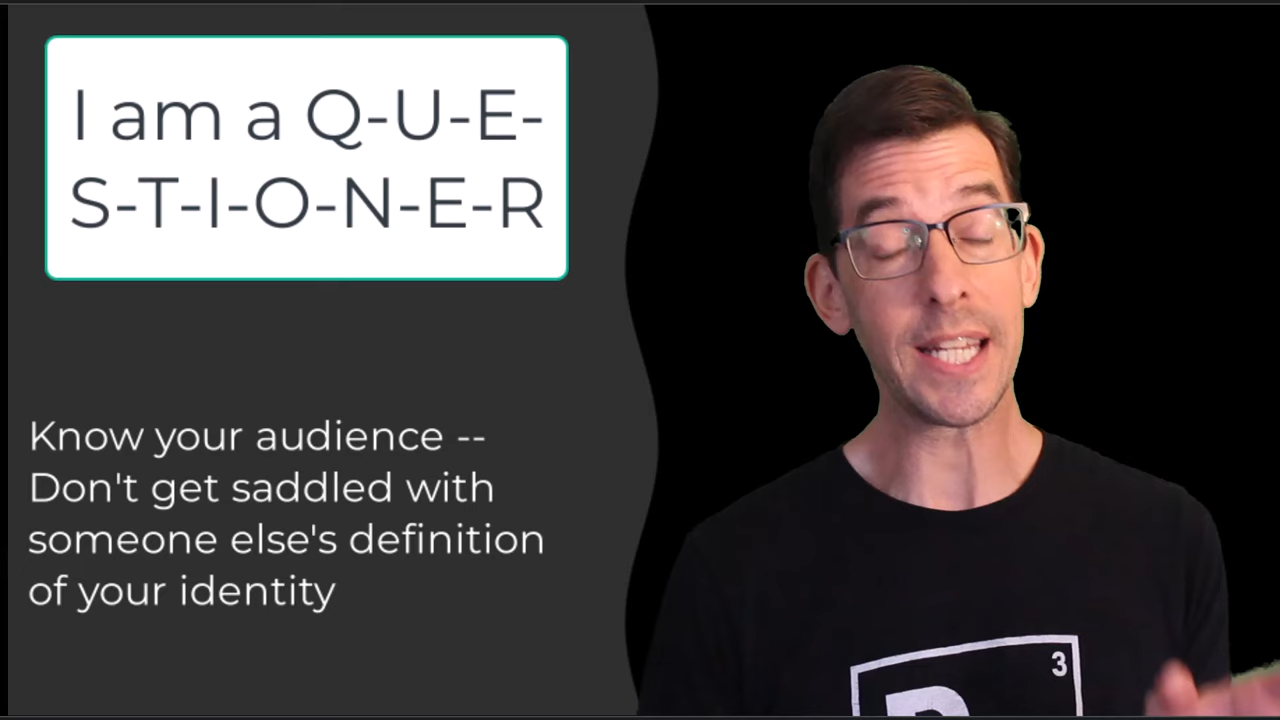 I am a Q-U-E-
S-T-I-O-N-E-R
Know your audience --
Don't get saddled with
someone else's definition
of your identity
3